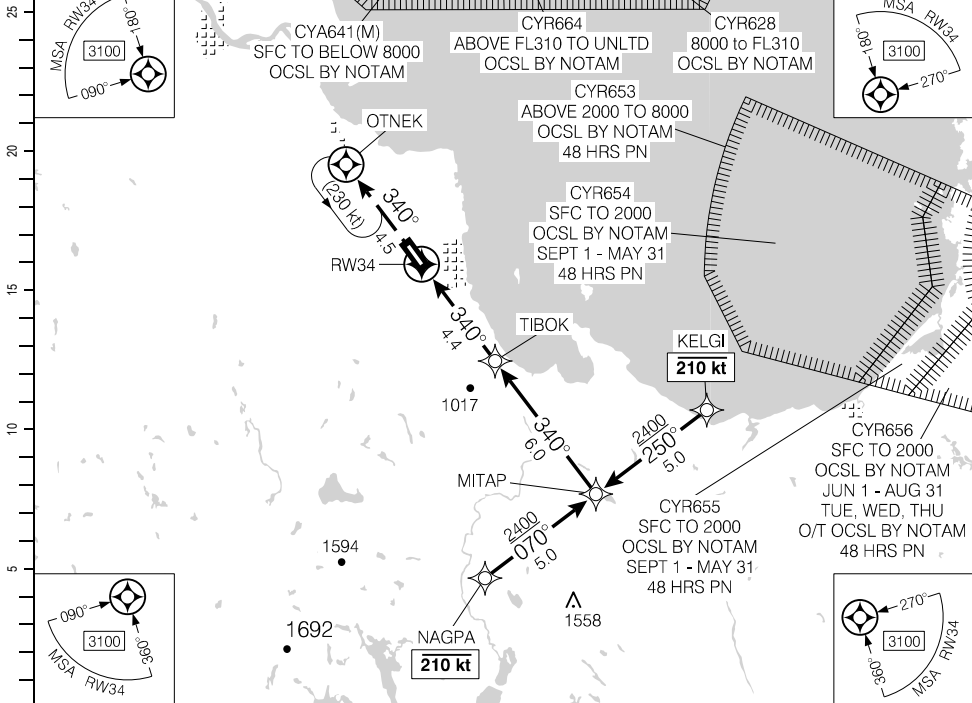 25
20
15
10
5
MSA RW34
180°
3100
090°
CYA641(M)
SFC TO BELOW 8000
OCSL BY NOTAM
CYR664
ABOVE FL310 TO UNLTD
OCSL BY NOTAM
CYR628
8000 to FL310
OCSL BY NOTAM
MSA RW34
180°
3100
270°
CYR653
ABOVE 2000 TO 8000
OCSL BY NOTAM
48 HRS PN
OTNEK
(230 kt)
340°
4.5
CYR654
SFC TO 2000
OCSL BY NOTAM
SEPT 1 - MAY 31
48 HRS PN
RW34
340°
4.4
TIBOK
KELGI
210 kt
1017
340°
6.0
2400
250°
5.0
MITAP
CYR656
SFC TO 2000
OCSL BY NOTAM
JUN 1 - AUG 31
TUE, WED, THU
O/T OCSL BY NOTAM
48 HRS PN
CYR655
SFC TO 2000
OCSL BY NOTAM
SEPT 1 - MAY 31
48 HRS PN
2400
070°
5.0
1594
1558
1692
NAGPA
210 kt
090°
3100
360°
MSA RW34
270°
3100
360°
MSA RW34